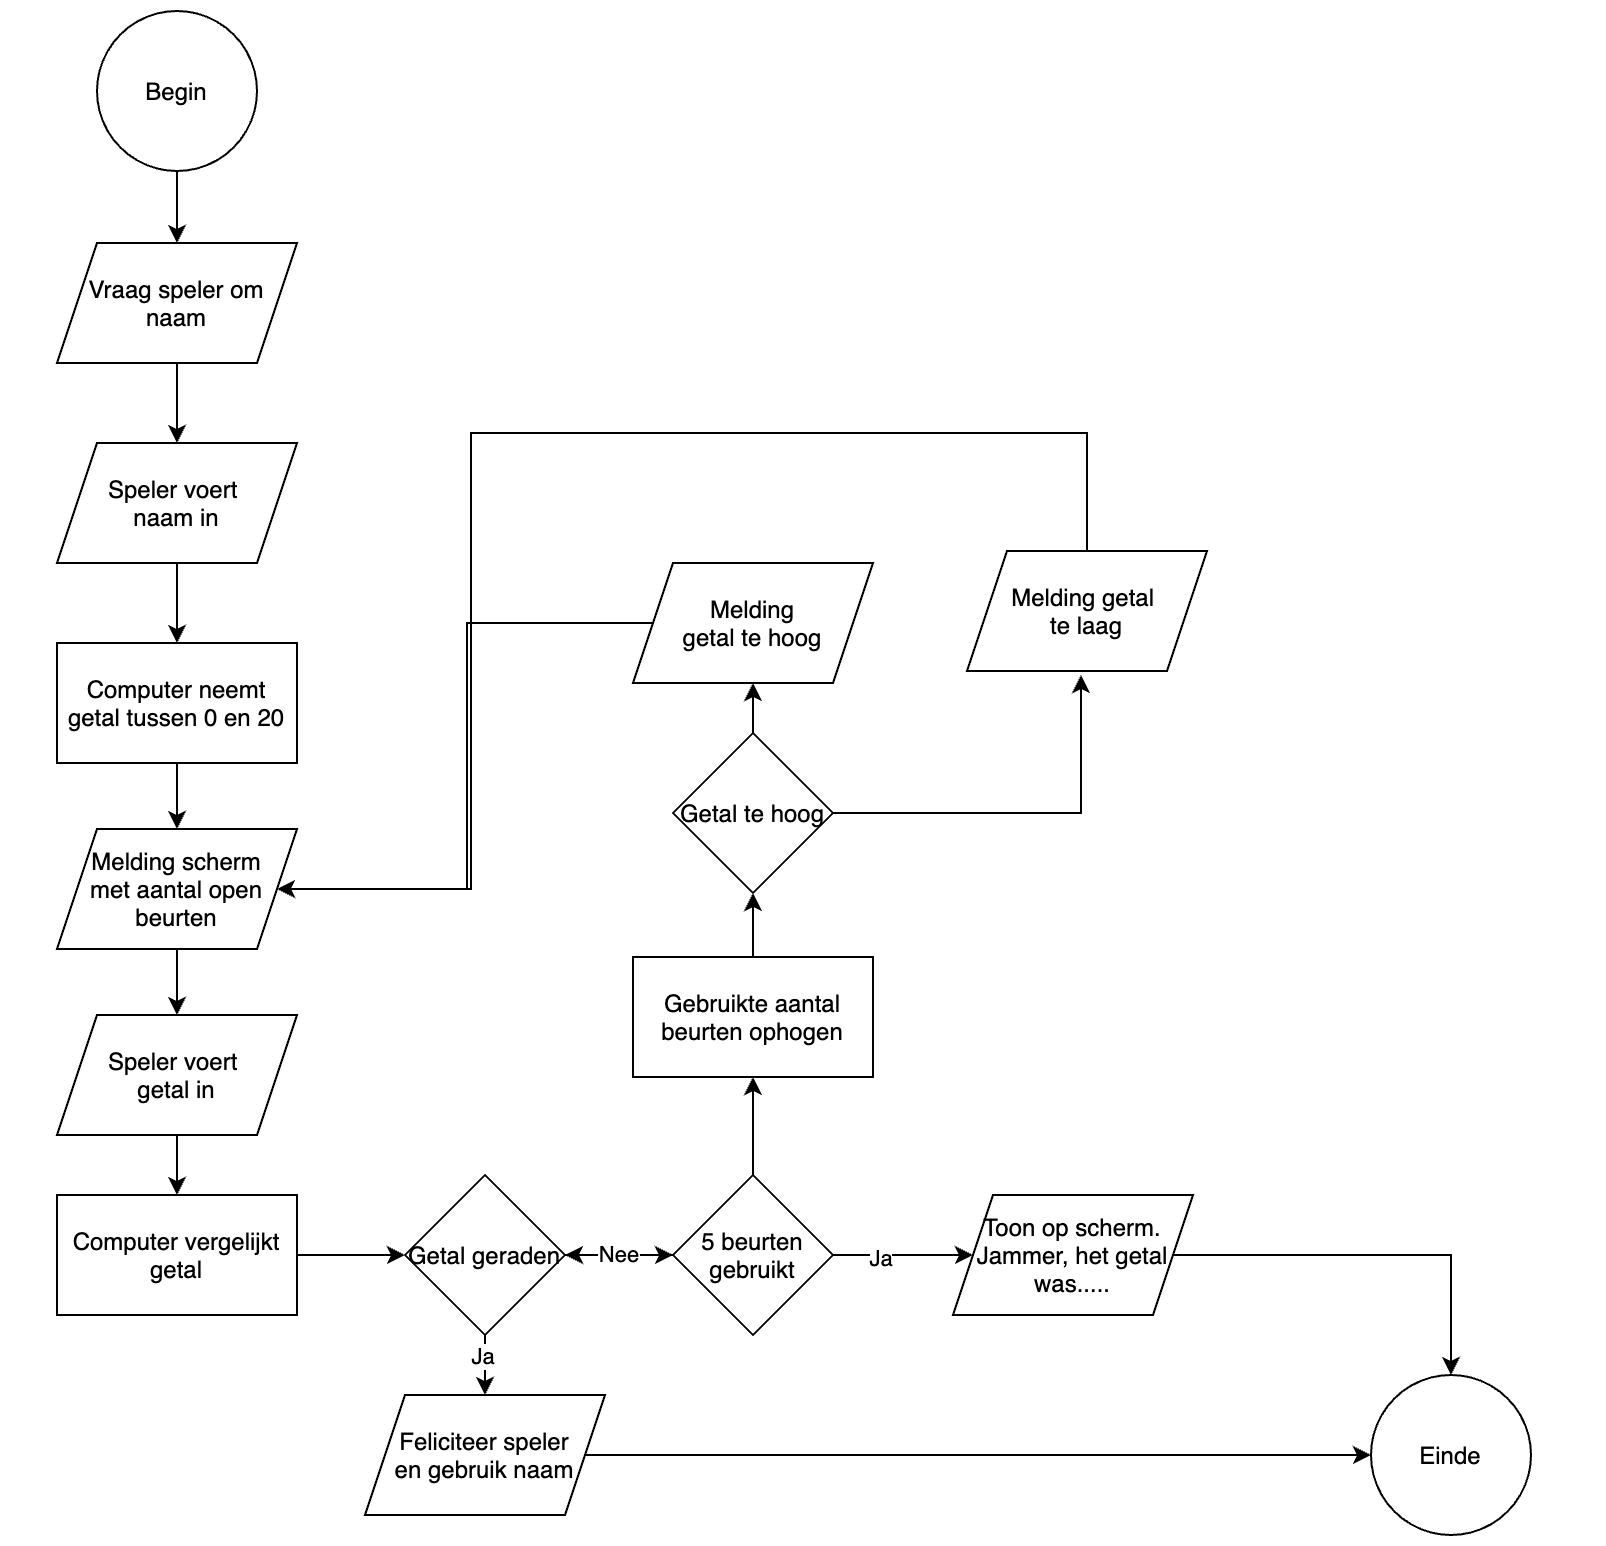 Begin
Vraag speler om
naam
Speler voert
naam in
Computer neemt
getal tussen 0 en 20
Melding scherm
met aantal open
beurten
Speler voert
getal in
Computer vergelijkt
getal
Getal geraden
Nee
5 beurten
gebruikt
Ja
Toon op scherm.
Jammer, het getal
was.....
Gebruikte aantal
beurten ophogen
Getal te hoog
Melding
getal te hoog
Melding getal
te laag
Ja
Feliciteer speler
en gebruik naam
Einde